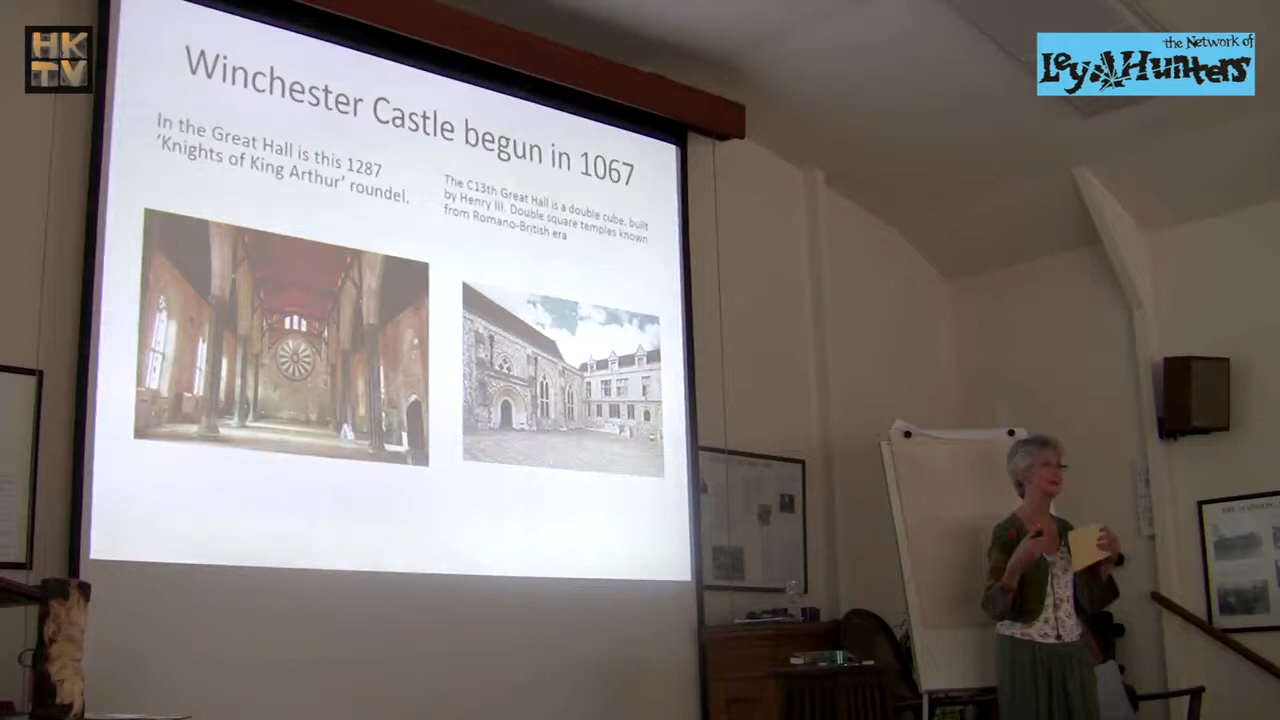 HK
TV
the Network of
Ley Hunters
Winchester Castle begun in 1067
In the Great Hall is this 1287
‘Knights of King Arthur’ roundel.
The C13th Great Hall is a double cube, built
by Henry III. Double square temples known
from Romano-British era